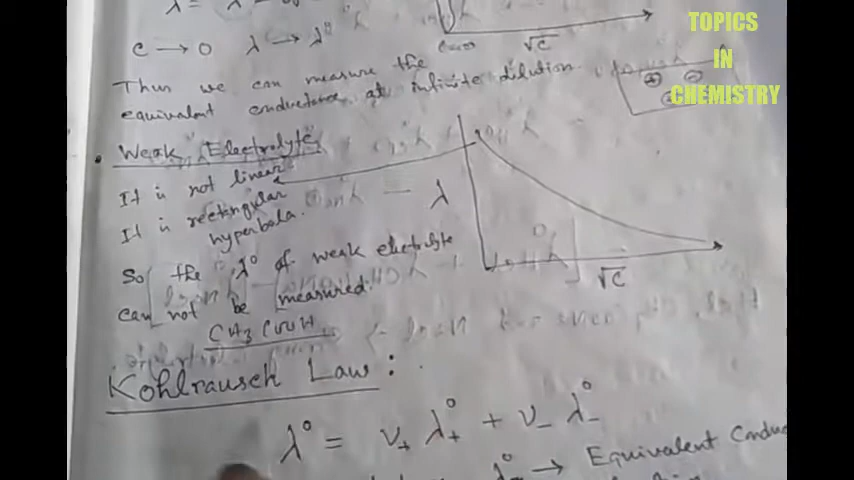 TOPICS
IN
CHEMISTRY
c → 0 λ → λ°
√C
Thus we can measure the
equivalent conductance at infinite dilution
Weak Electrolyte
It is not linear
It is rectangular
hyperbola.
λ
√C
So the λ° of weak electrolyte
can not be measured.
CH3COOH
Kohlrausch Law :
λ° = ν+ λ+° + ν- λ-°
λ-° → Equivalent